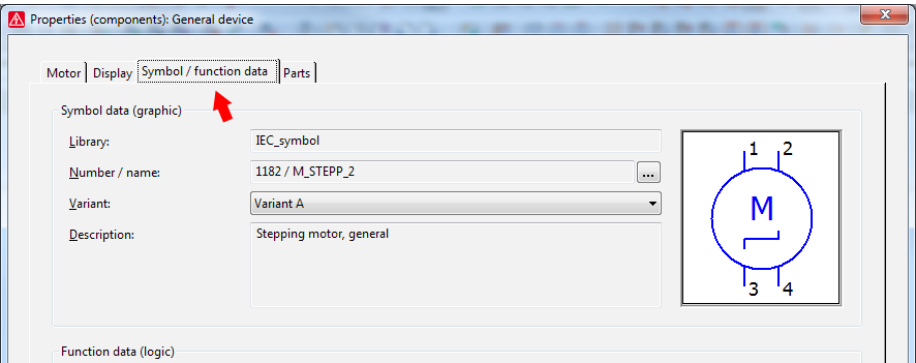 Properties (components): General device
Motor Display Symbol / function data Parts
Symbol data (graphic)
Library: IEC_symbol
Number / name: 1182 / M_STEPP_2 ...
Variant: Variant A
Description: Stepping motor, general
1 2
M
3 4
Function data (logic)